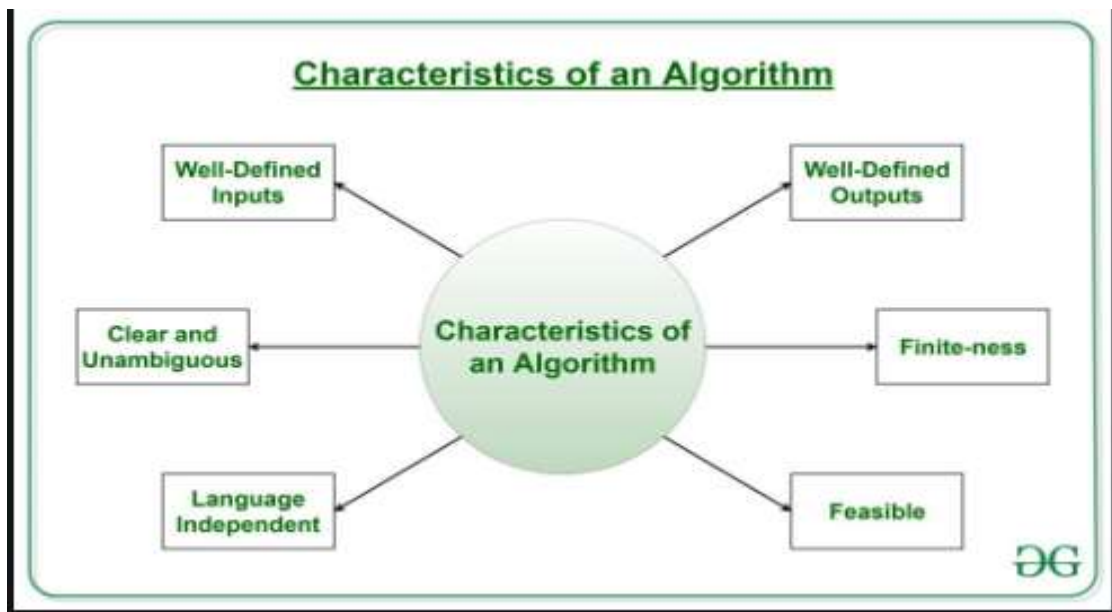 Characteristics of an Algorithm
Well-Defined
Inputs
Well-Defined
Outputs
Clear and
Unambiguous
Characteristics of
an Algorithm
Finite-ness
Language
Independent
Feasible